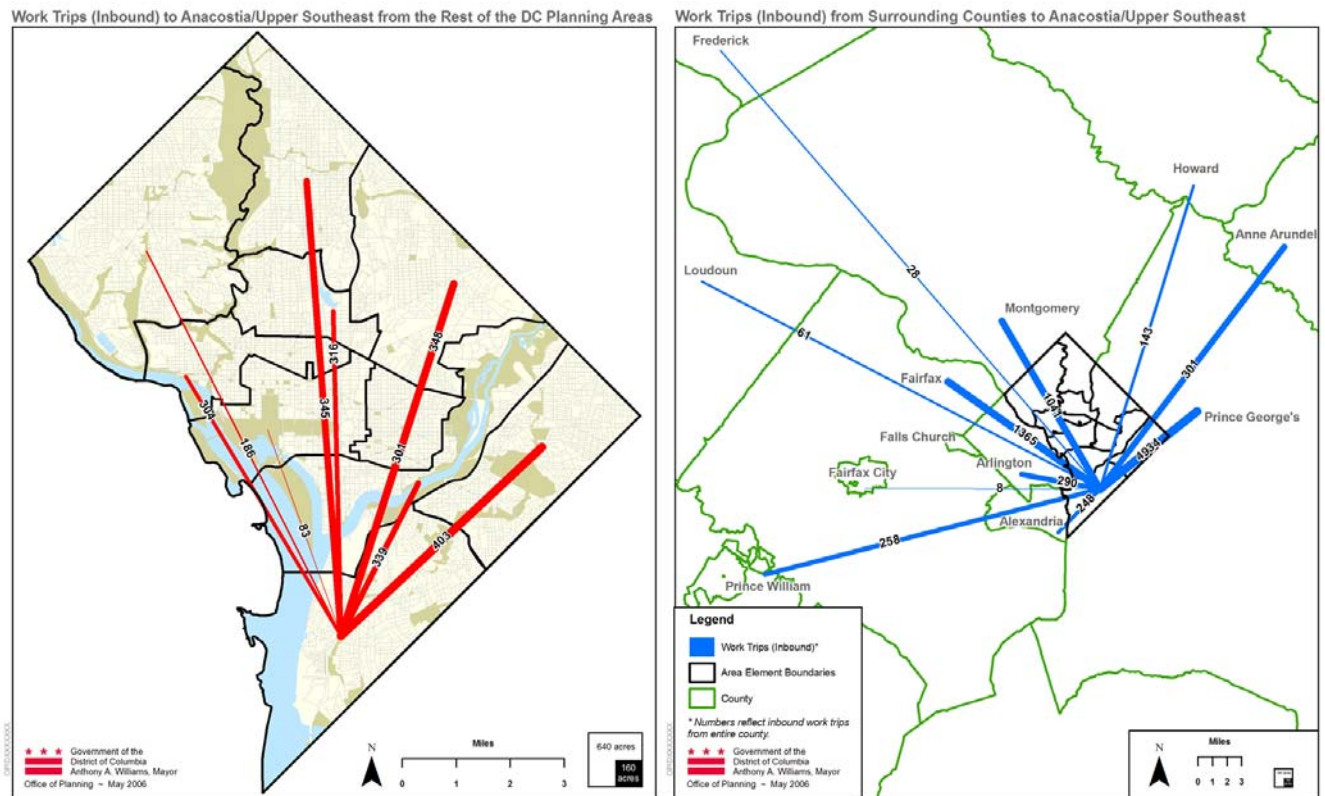 Work Trips (Inbound) to Anacostia/Upper Southeast from the Rest of the DC Planning Areas
304
186
83
345
316
348
301
339
403
Government of the
District of Columbia
Anthony A. Williams, Mayor
Office of Planning ~ May 2006
N
Miles
0 1 2 3
640 acres
160
acres
Work Trips (Inbound) from Surrounding Counties to Anacostia/Upper Southeast
Frederick
Howard
Anne Arundel
Loudoun
Montgomery
Fairfax
Prince George's
Falls Church
Arlington
Fairfax City
Alexandria
Prince William
28
61
143
301
1041
1365
4934
290
8
248
258
Legend
Work Trips (Inbound)*
Area Element Boundaries
County
* Numbers reflect inbound work trips
from entire county.
Government of the
District of Columbia
Anthony A. Williams, Mayor
Office of Planning ~ May 2006
N
Miles
0 1 2 3